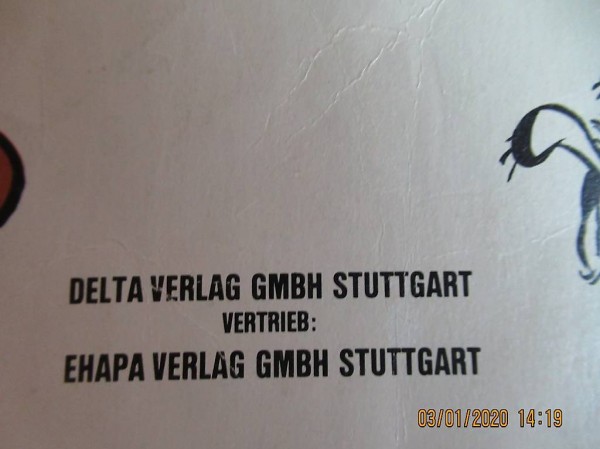 DELTA VERLAG GMBH STUTTGART
VERTRIEB:
EHAPA VERLAG GMBH STUTTGART
03/01/2020 14:19